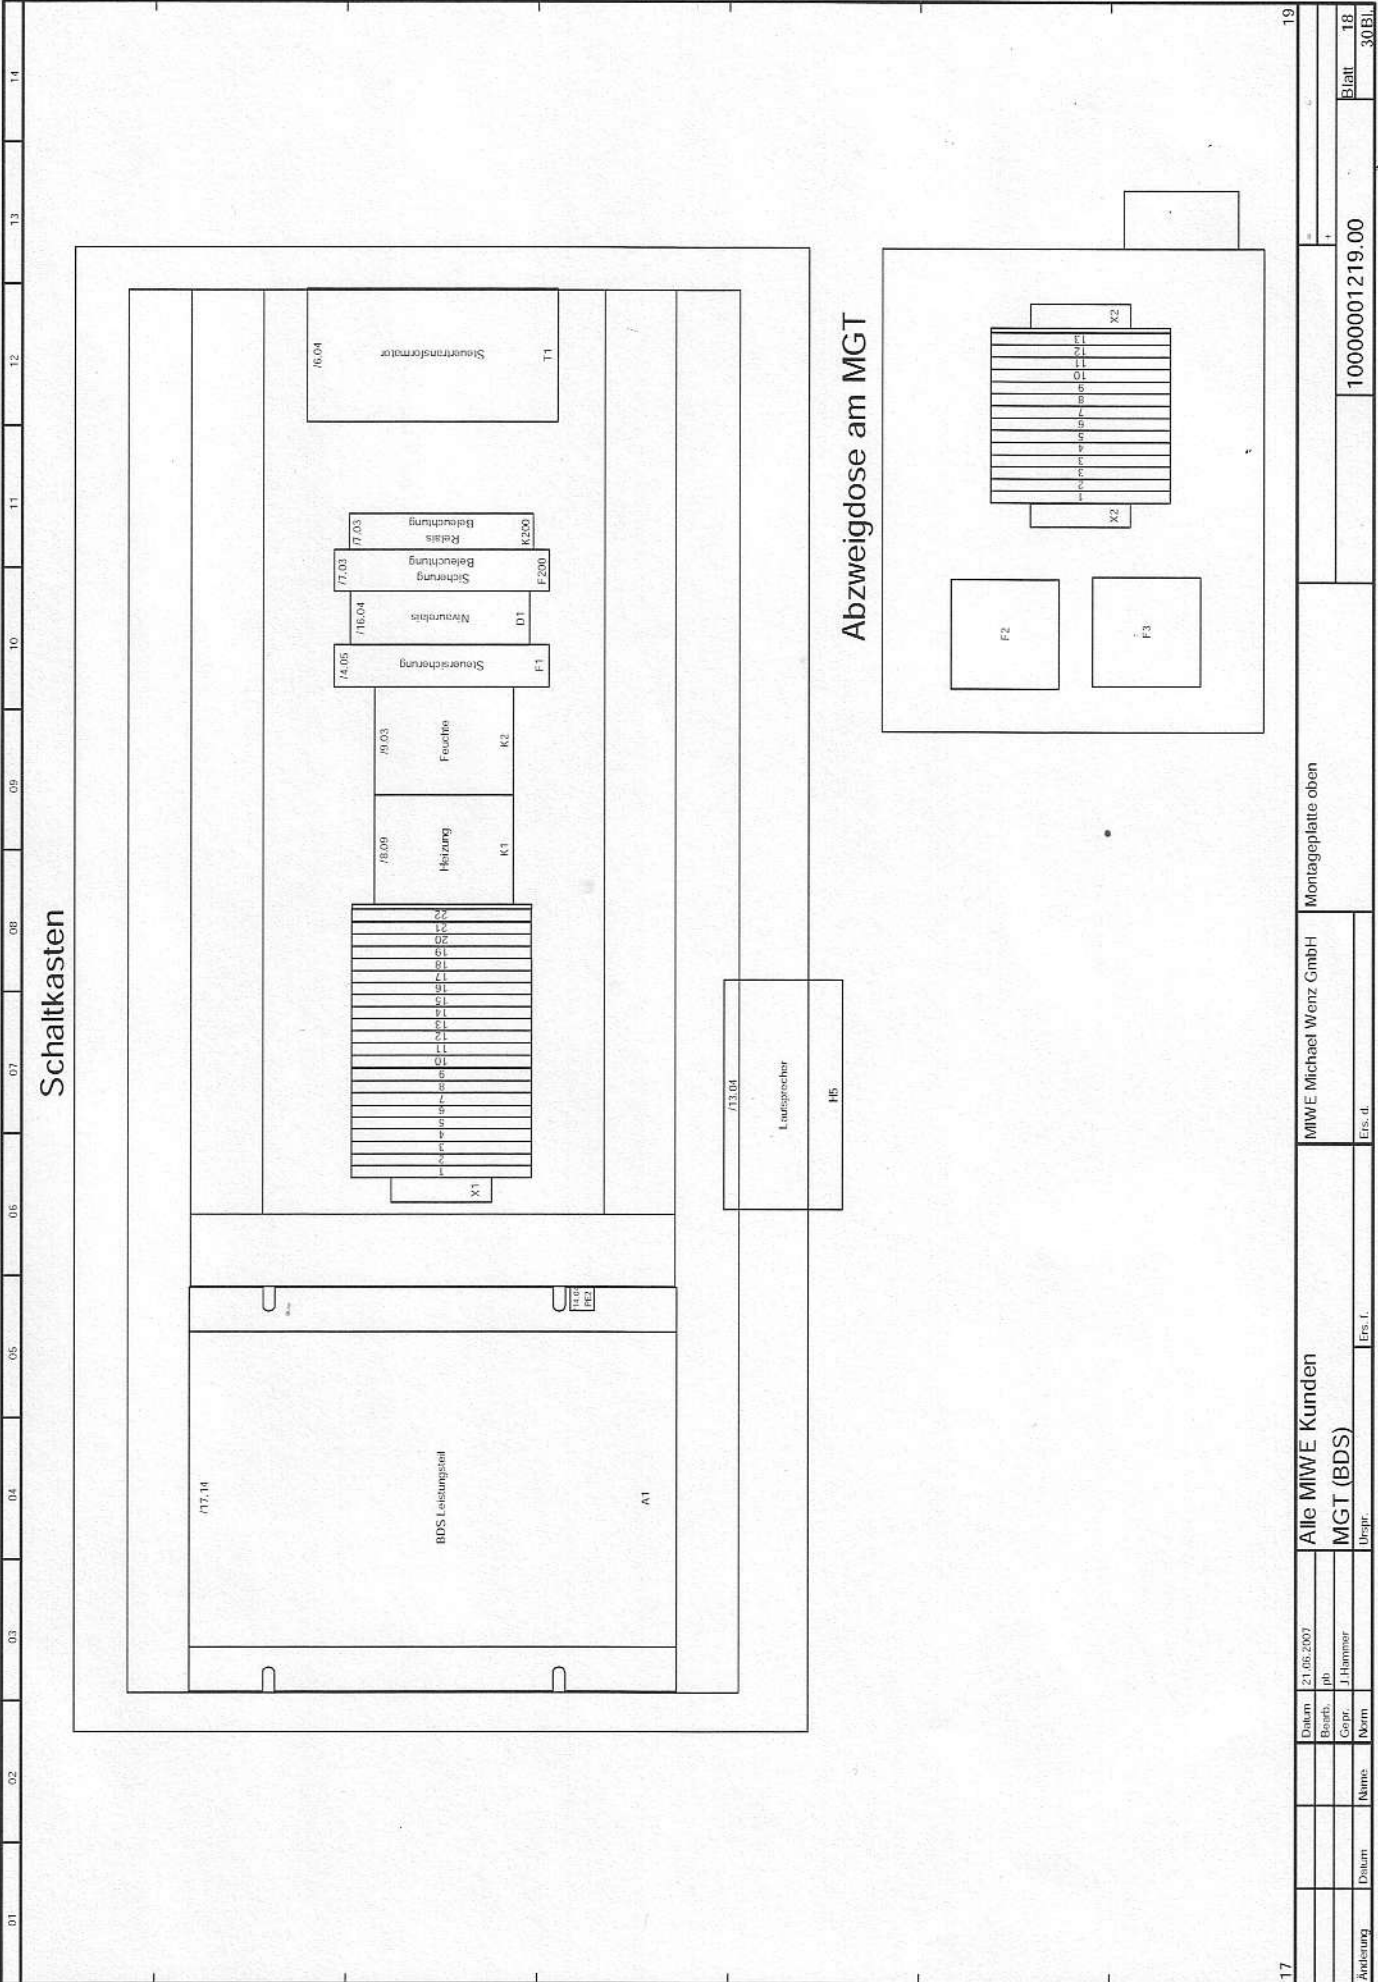 01
02
03
04
05
06
07
08
09
10
11
12
13
14
Schaltkasten
/17.14
BDS Leistungsteil
A1
PE2
X1
1
2
3
4
5
6
7
8
9
10
11
12
13
14
15
16
17
18
19
20
21
22
/8.09
Heizung
K1
/9.03
Feuchte
K2
/4.05
Steuersicherung
F1
/16.04
D1
/7.03
Sicherung
Beleuchtung
F200
/7.03
Relais
Beleuchtung
K200
/6.04
Steuertransformator
T1
/13.04
Lautsprecher
H5
Abzweigdose am MGT
F2
F3
X2
1
2
3
3
4
5
6
7
8
9
10
11
12
13
X2
17
19
Änderung
Datum
Name
Datum 21.06.2007
Bearb. pb
Gepr. J.Hammer
Norm
Alle MIWE Kunden
MGT (BDS)
Urspr.
Ers. f.
Ers. d.
MIWE Michael Wenz GmbH
Montageplatte oben
=
+
1000001219.00
Blatt 18
30Bl.